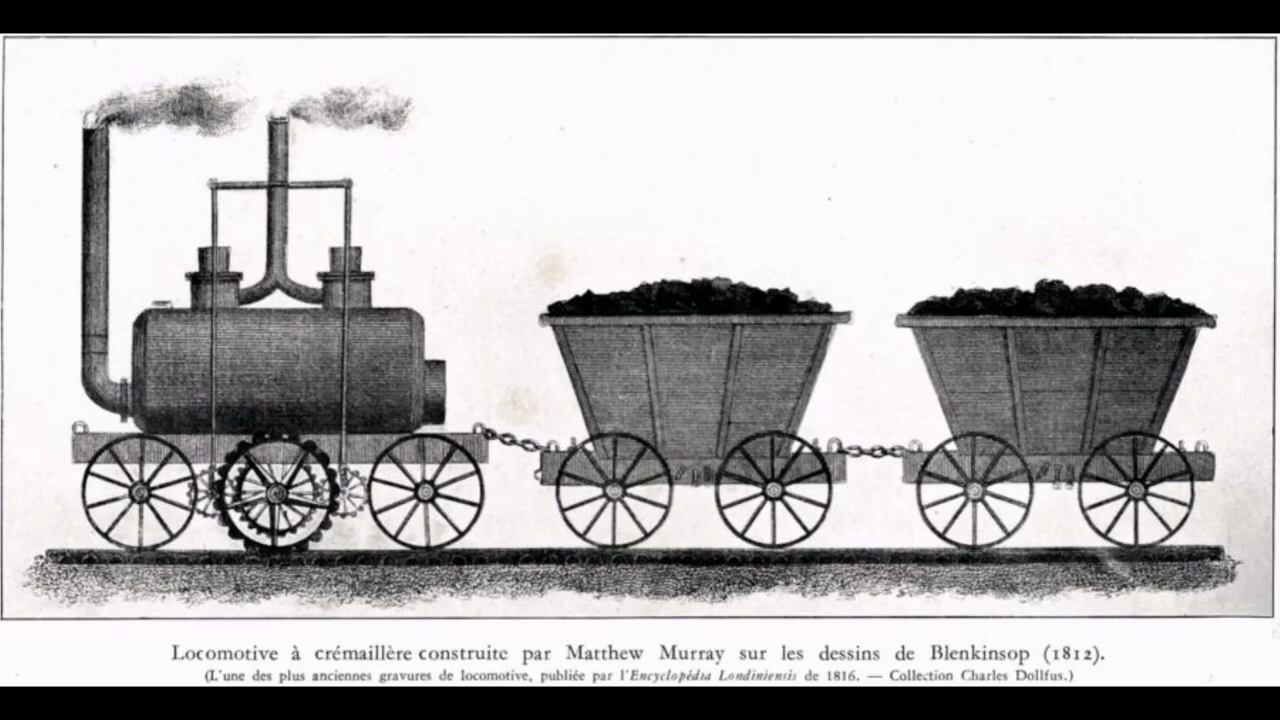 Locomotive à crémaillère construite par Matthew Murray sur les dessins de Blenkinsop (1812).
(L'une des plus anciennes gravures de locomotive, publiée par l'Encyclopédia Londiniensis de 1816. — Collection Charles Dollfus.)